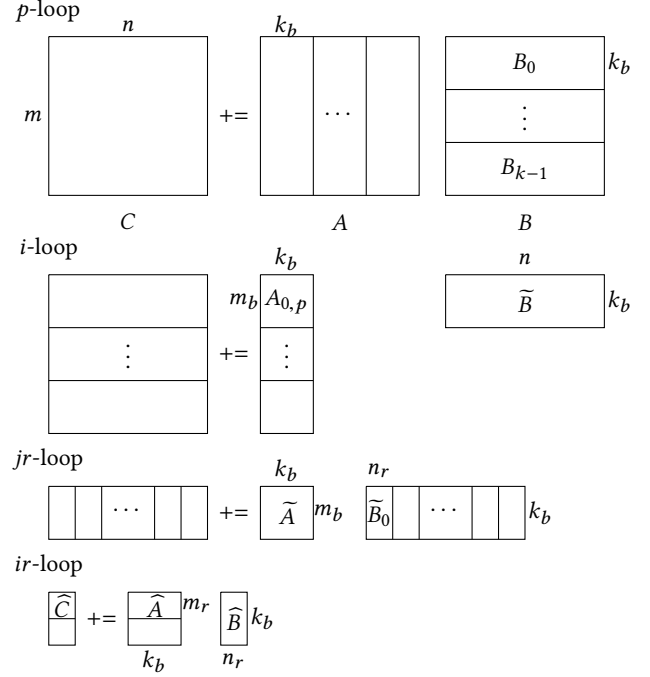 p-loop
n k_b
m += ⋯ B_0 k_b
⋮
B_{k−1}
C A B
i-loop
k_b n
m_b A_{0,p} B̃ k_b
⋮ += ⋮
jr-loop
k_b n_r
⋯ += Ã m_b B̃_0 ⋯ k_b
ir-loop
Ĉ += Â m_r B̂ k_b
k_b n_r